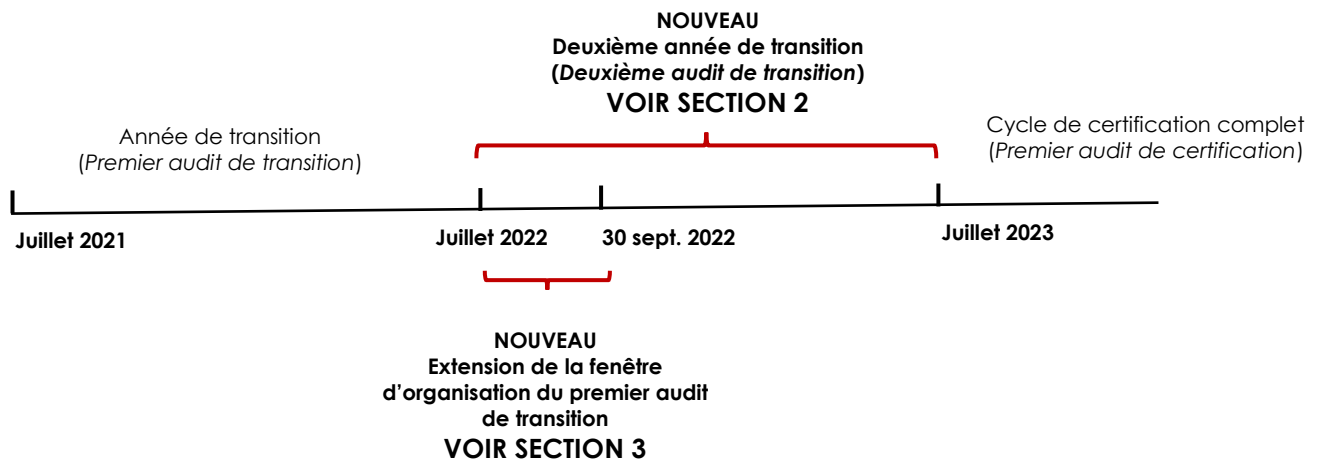 NOUVEAU
Deuxième année de transition
(Deuxième audit de transition)
VOIR SECTION 2
Année de transition
(Premier audit de transition)
Cycle de certification complet
(Premier audit de certification)
Juillet 2021
Juillet 2022
30 sept. 2022
Juillet 2023
NOUVEAU
Extension de la fenêtre
d’organisation du premier audit
de transition
VOIR SECTION 3